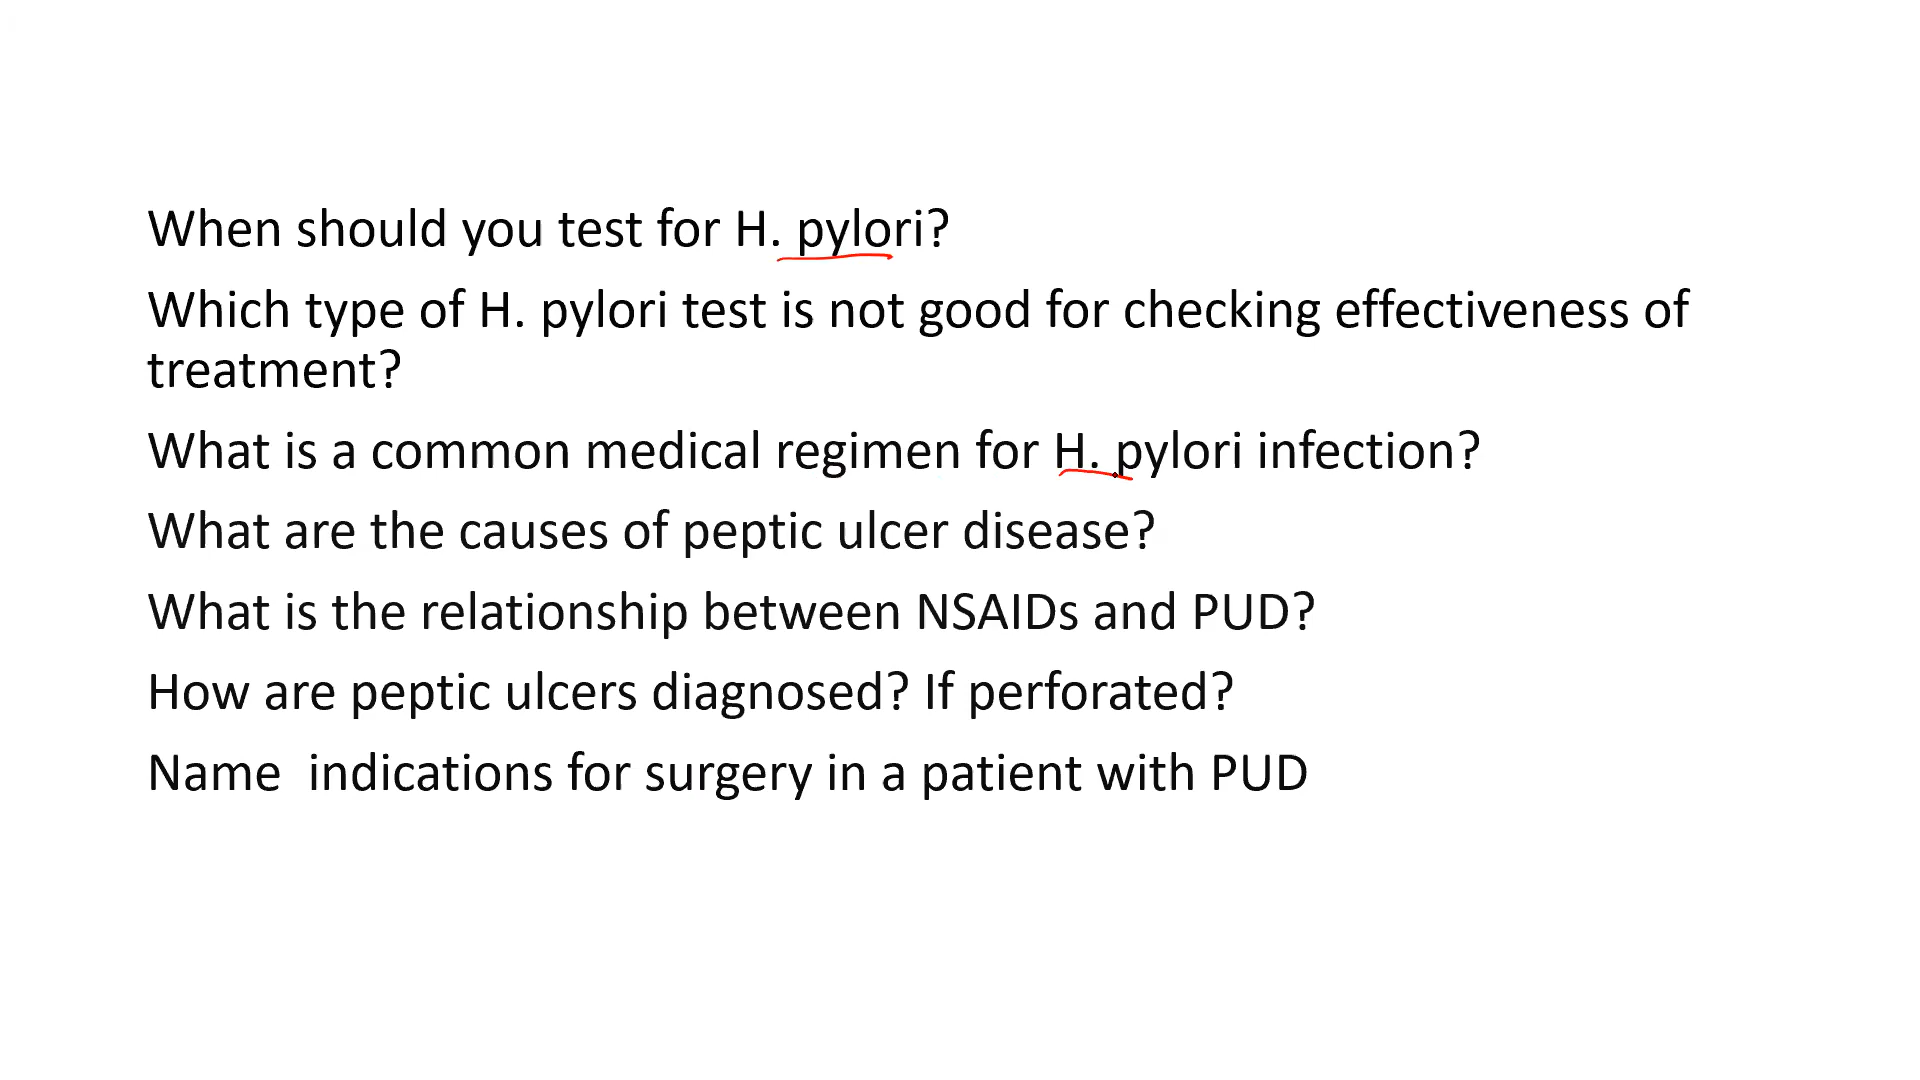 When should you test for H. pylori?
Which type of H. pylori test is not good for checking effectiveness of
treatment?
What is a common medical regimen for H. pylori infection?
What are the causes of peptic ulcer disease?
What is the relationship between NSAIDs and PUD?
How are peptic ulcers diagnosed? If perforated?
Name  indications for surgery in a patient with PUD